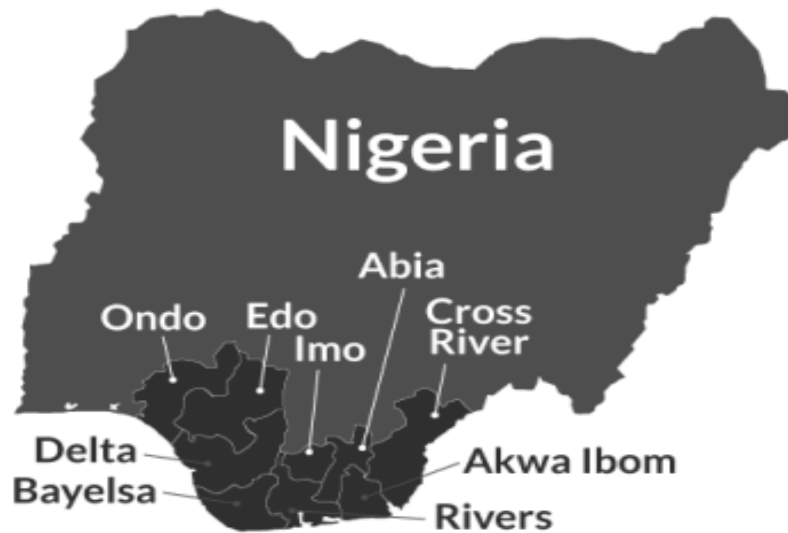 Nigeria
Abia
Ondo
Edo
Imo
Cross
River
Delta
Bayelsa
Akwa Ibom
Rivers